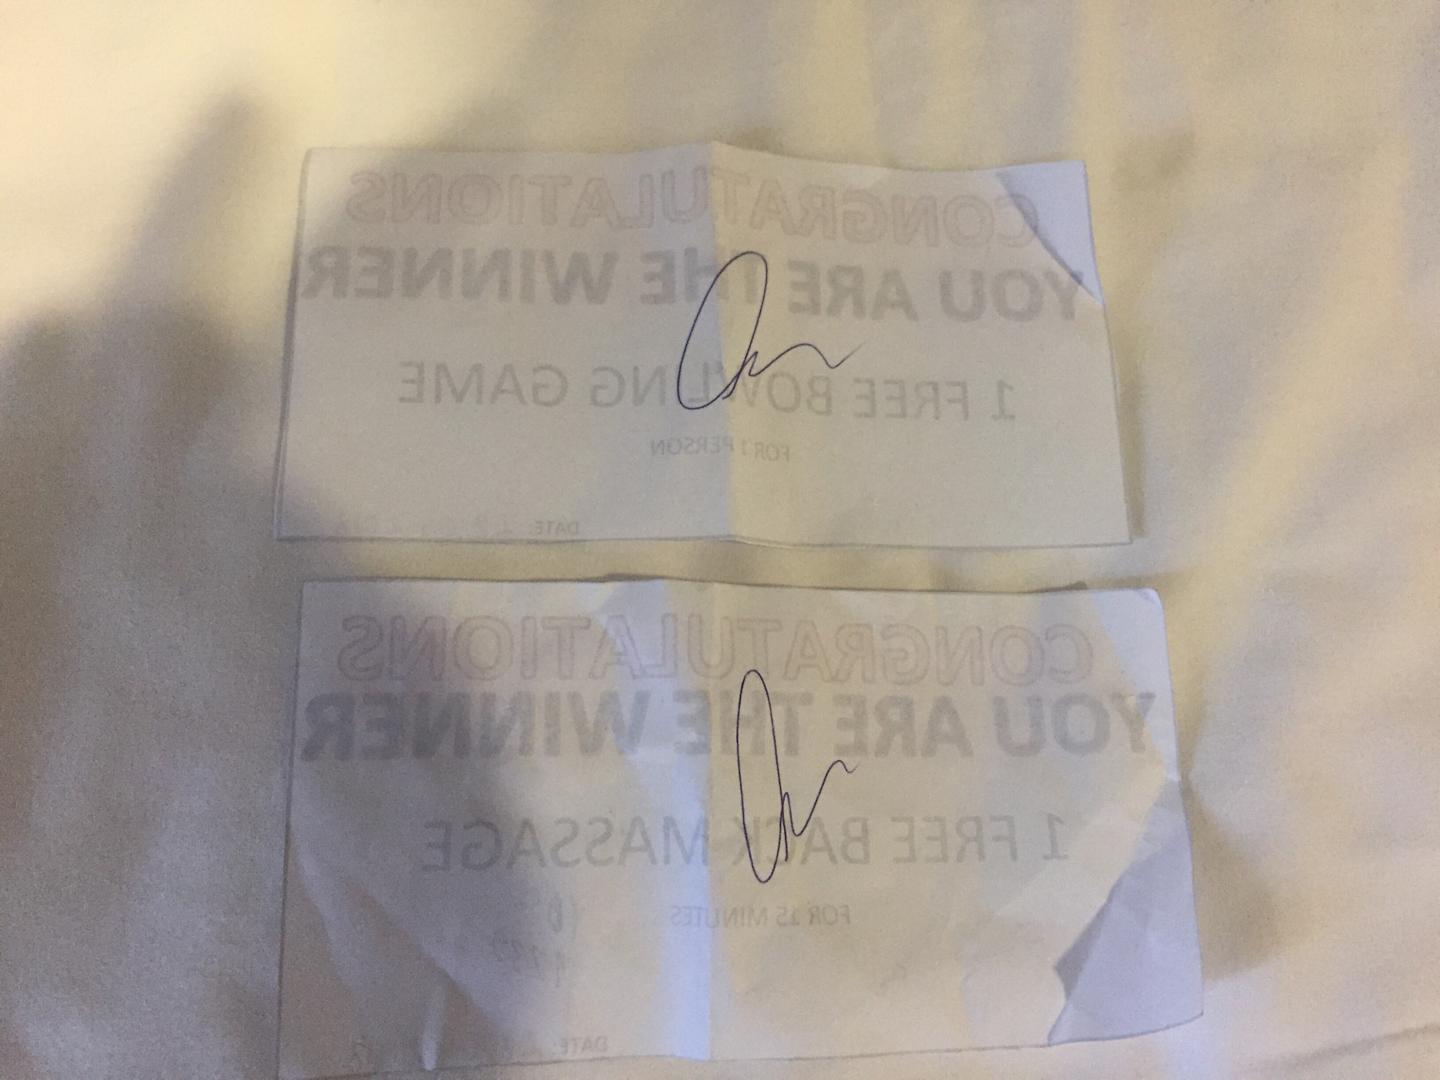 CONGRATULATIONS
YOU ARE THE WINNER
1 FREE BOWLING GAME
FOR 1 PERSON
DATE:
CONGRATULATIONS
YOU ARE THE WINNER
1 FREE BACK MASSAGE
FOR 15 MINUTES
DATE: